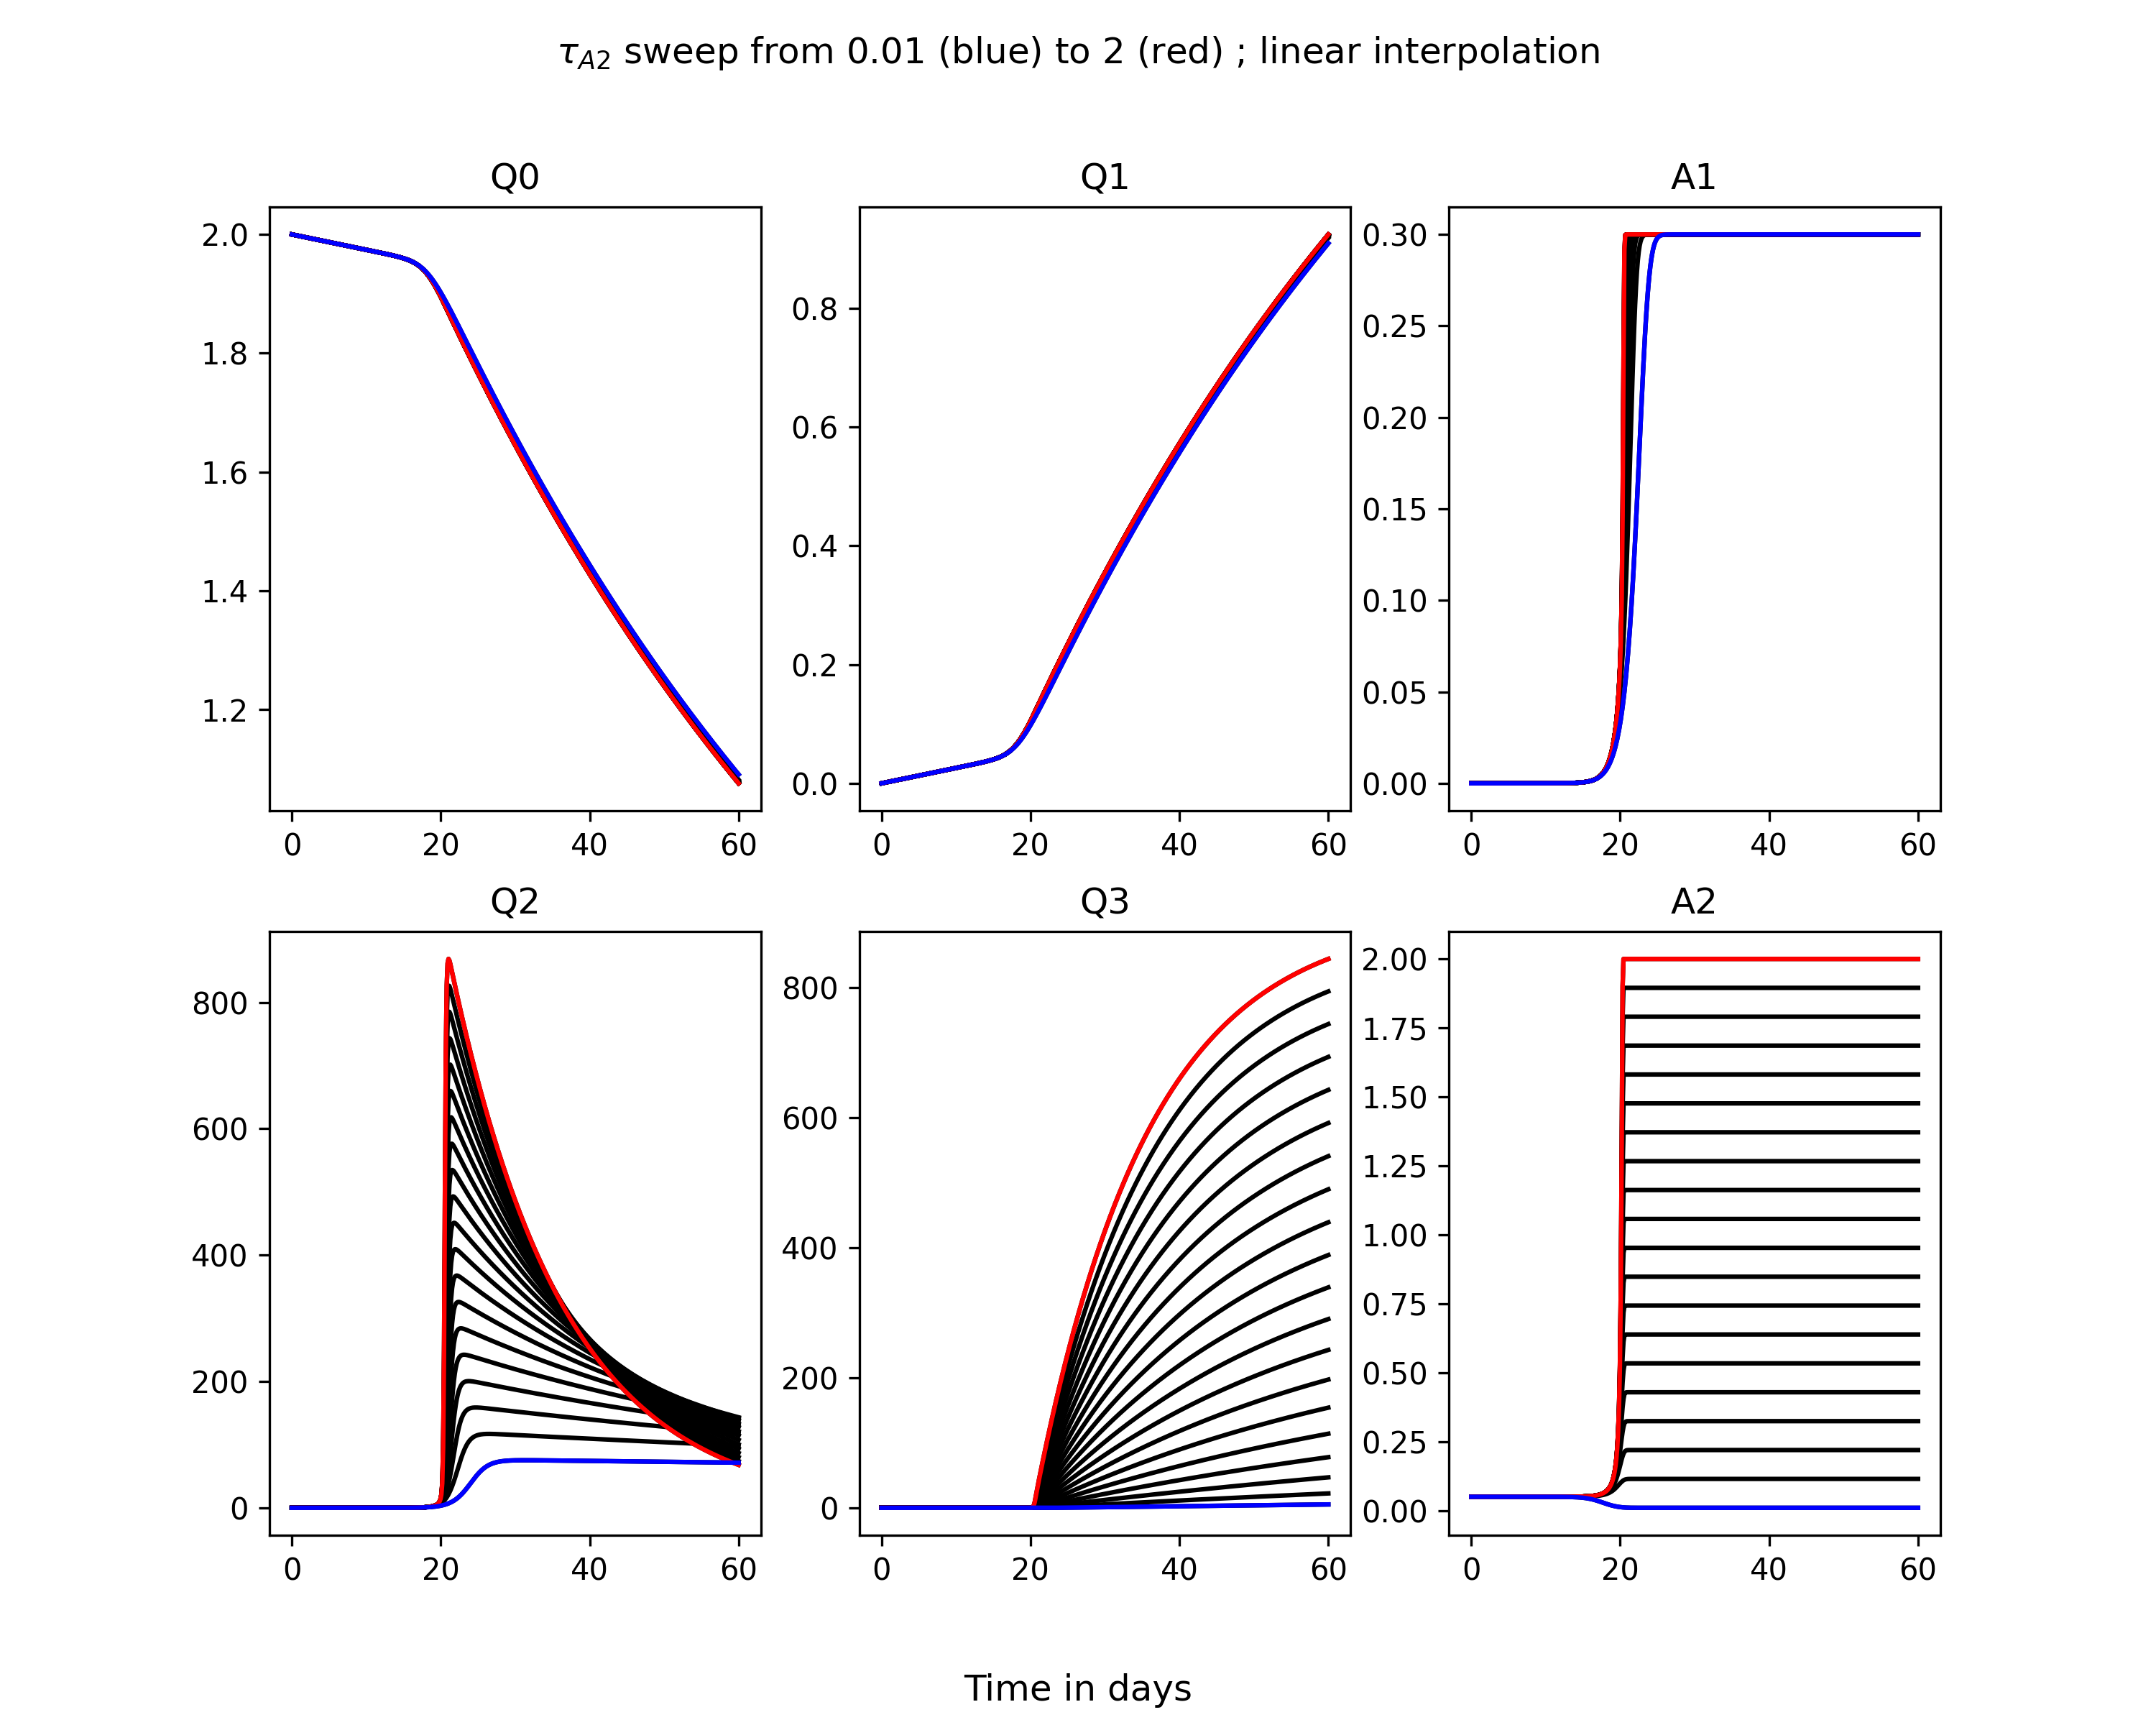 τA2 sweep from 0.01 (blue) to 2 (red) ; linear interpolation
Q0
2.0
1.8
1.6
1.4
1.2
0 20 40 60
Q1
0.8
0.6
0.4
0.2
0.0
0 20 40 60
A1
0.30
0.25
0.20
0.15
0.10
0.05
0.00
0 20 40 60
Q2
800
600
400
200
0
0 20 40 60
Q3
800
600
400
200
0
0 20 40 60
A2
2.00
1.75
1.50
1.25
1.00
0.75
0.50
0.25
0.00
0 20 40 60
Time in days